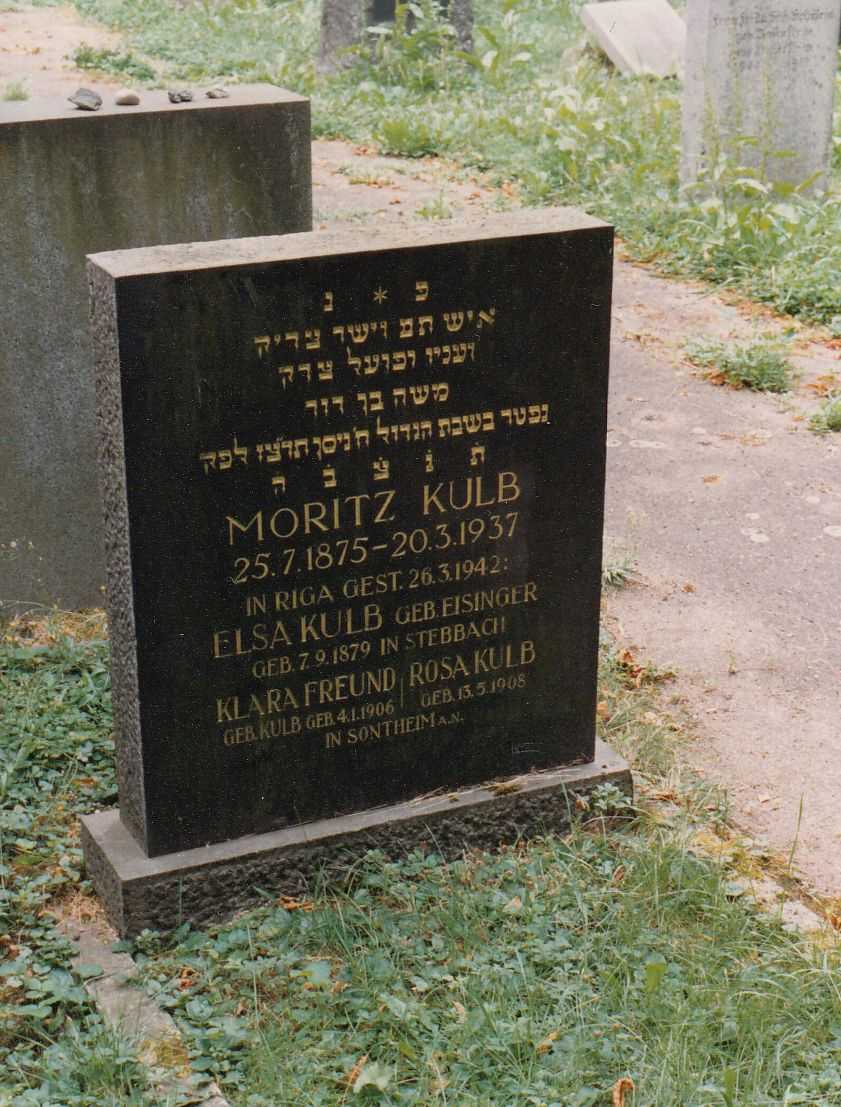 פ * נ
איש תם וישר צדיק
ועניו ופועל צדק
משה בן דוד
נפטר בשבת הגדול ח׳ ניסן תרצ״ז לפק
ת׳ נ׳ צ׳ ב׳ ה׳
MORITZ KULB
25.7.1875–20.3.1937
IN RIGA GEST. 26.3.1942:
ELSA KULB GEB. EISINGER
GEB. 7.9.1879 IN STEBBACH
KLARA FREUND | ROSA KULB
GEB. KULB GEB. 4.1.1906 | GEB. 13.5.1908
IN SONTHEIM A.N.